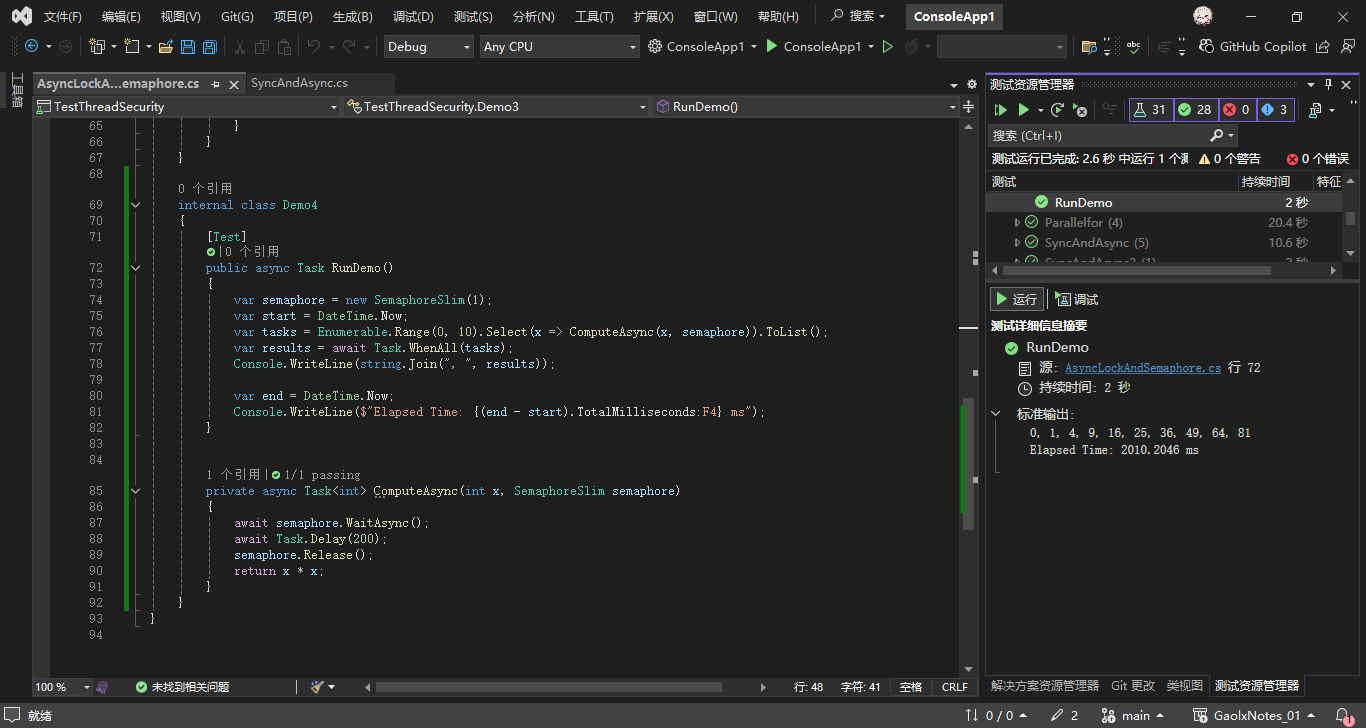 文件(F) 编辑(E) 视图(V) Git(G) 项目(P) 生成(B) 调试(D) 测试(S) 分析(N) 工具(T) 扩展(X) 窗口(W) 帮助(H) 搜索 ConsoleApp1
Debug Any CPU ConsoleApp1 ConsoleApp1 GitHub Copilot
工具箱
AsyncLockA...emaphore.cs SyncAndAsync.cs
TestThreadSecurity TestThreadSecurity.Demo3 RunDemo()
65 }
66 }
67 }
68
0 个引用
69 internal class Demo4
70 {
71 [Test]
|0 个引用
72 public async Task RunDemo()
73 {
74 var semaphore = new SemaphoreSlim(1);
75 var start = DateTime.Now;
76 var tasks = Enumerable.Range(0, 10).Select(x => ComputeAsync(x, semaphore)).ToList();
77 var results = await Task.WhenAll(tasks);
78 Console.WriteLine(string.Join(", ", results));
79
80 var end = DateTime.Now;
81 Console.WriteLine($"Elapsed Time: {(end - start).TotalMilliseconds:F4} ms");
82 }
83
84
1 个引用|1/1 passing
85 private async Task<int> ComputeAsync(int x, SemaphoreSlim semaphore)
86 {
87 await semaphore.WaitAsync();
88 await Task.Delay(200);
89 semaphore.Release();
90 return x * x;
91 }
92 }
93 }
94
100 % 未找到相关问题 行: 48 字符: 41 空格 CRLF
测试资源管理器
31 28 0 3
搜索 (Ctrl+I)
测试运行已完成: 2.6 秒 中运行 1 个测 0 个警告 0 个错误
测试 持续时间 特征
RunDemo 2 秒
Parallelfor (4) 20.4 秒
SyncAndAsync (5) 10.6 秒
运行 调试
测试详细信息摘要
RunDemo
源: AsyncLockAndSemaphore.cs 行 72
持续时间: 2 秒
标准输出:
0, 1, 4, 9, 16, 25, 36, 49, 64, 81
Elapsed Time: 2010.2046 ms
解决方案资源管理器 Git 更改 类视图 测试资源管理器
就绪 0 / 0 2 main GaolxNotes_01 1